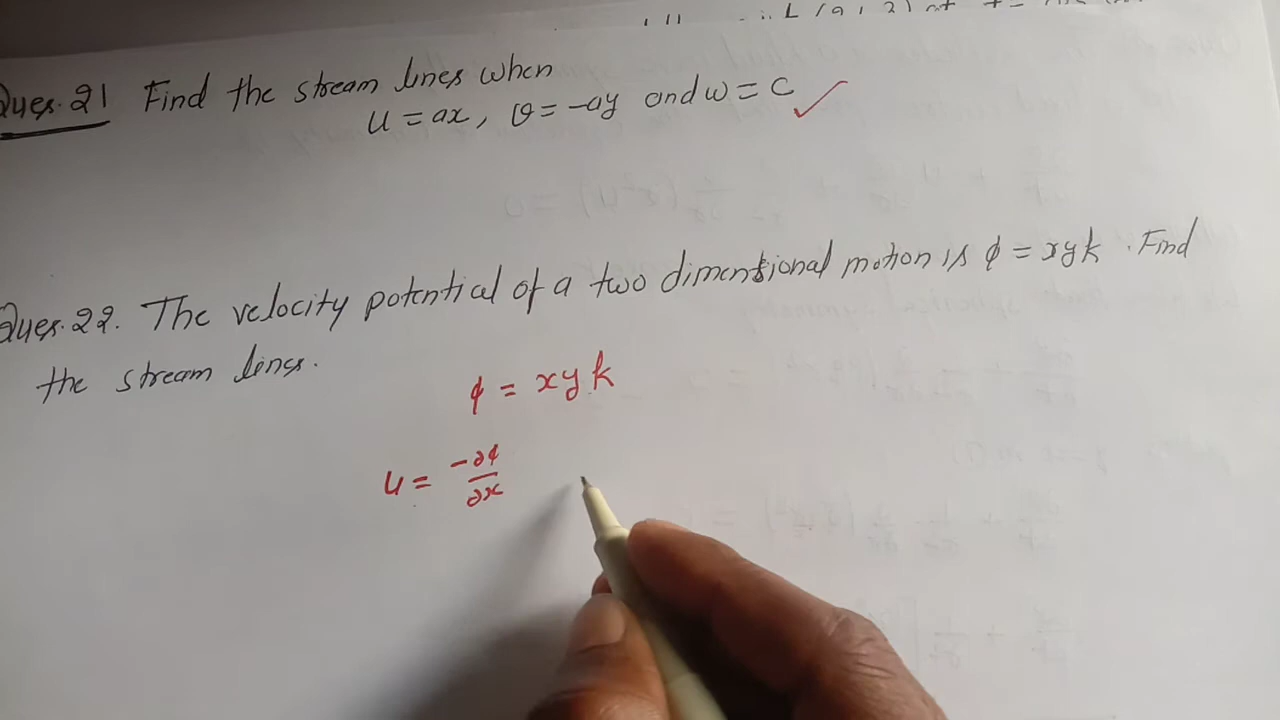 Ques. 21 Find the stream lines when
u = ax, v = -ay and w = c
Ques. 22. The velocity potential of a two dimentsional motion is ϕ = xyk. Find
the stream lines.
ϕ = xyk
u = -∂ϕ/∂x